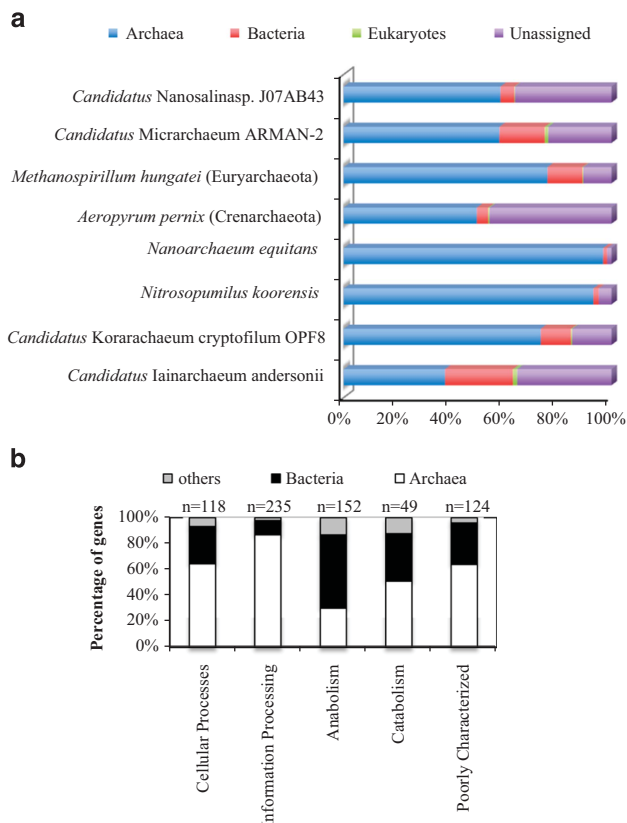 a
Archaea Bacteria Eukaryotes Unassigned
Candidatus Nanosalinasp. J07AB43
Candidatus Micrarchaeum ARMAN-2
Methanospirillum hungatei (Euryarchaeota)
Aeropyrum pernix (Crenarchaeota)
Nanoarchaeum equitans
Nitrosopumilus koorensis
Candidatus Korarachaeum cryptofilum OPF8
Candidatus Iainarchaeum andersonii
0% 20% 40% 60% 80% 100%
b
others Bacteria Archaea
n=118 n=235 n=152 n=49 n=124
Percentage of genes
100%
80%
60%
40%
20%
0%
Cellular Processes
nformation Processing
Anabolism
Catabolism
Poorly Characterized